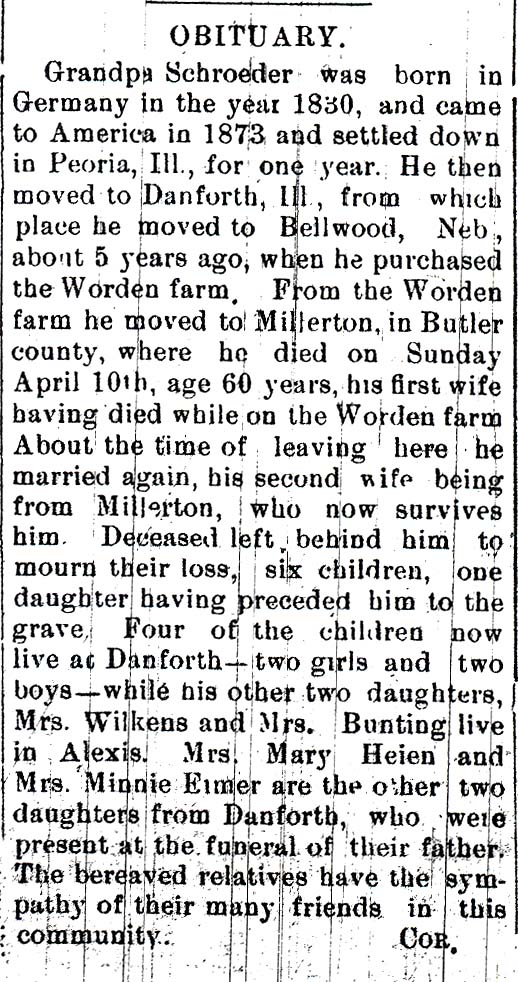 OBITUARY.
Grandpa Schroeder was born in
Germany in the year 1830, and came
to America in 1873 and settled down
in Peoria, Ill., for one year. He then
moved to Danforth, Ill., from which
place he moved to Bellwood, Neb.,
about 5 years ago, when he purchased
the Worden farm. From the Worden
farm he moved to Millerton, in Butler
county, where he died on Sunday
April 10th, age 60 years, his first wife
having died while on the Worden farm
About the time of leaving here he
married again, his second wife being
from Millerton, who now survives
him. Deceased left behind him to
mourn their loss, six children, one
daughter having preceded him to the
grave, Four of the children now
live at Danforth—two girls and two
boys—while his other two daughters,
Mrs. Wilkens and Mrs. Bunting live
in Alexis. Mrs. Mary Heien and
Mrs. Minnie Eimer are the other two
daughters from Danforth, who were
present at the funeral of their father.
The bereaved relatives have the sym-
pathy of their many friends in this
community. COR.